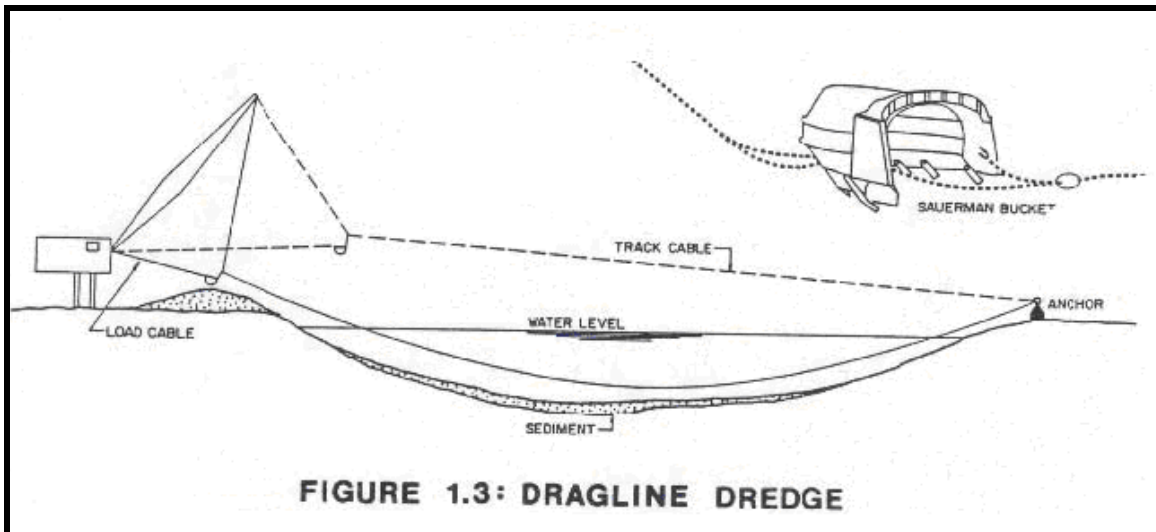 SAUERMAN BUCKET
TRACK CABLE
ANCHOR
LOAD CABLE
WATER LEVEL
SEDIMENT
FIGURE 1.3: DRAGLINE DREDGE